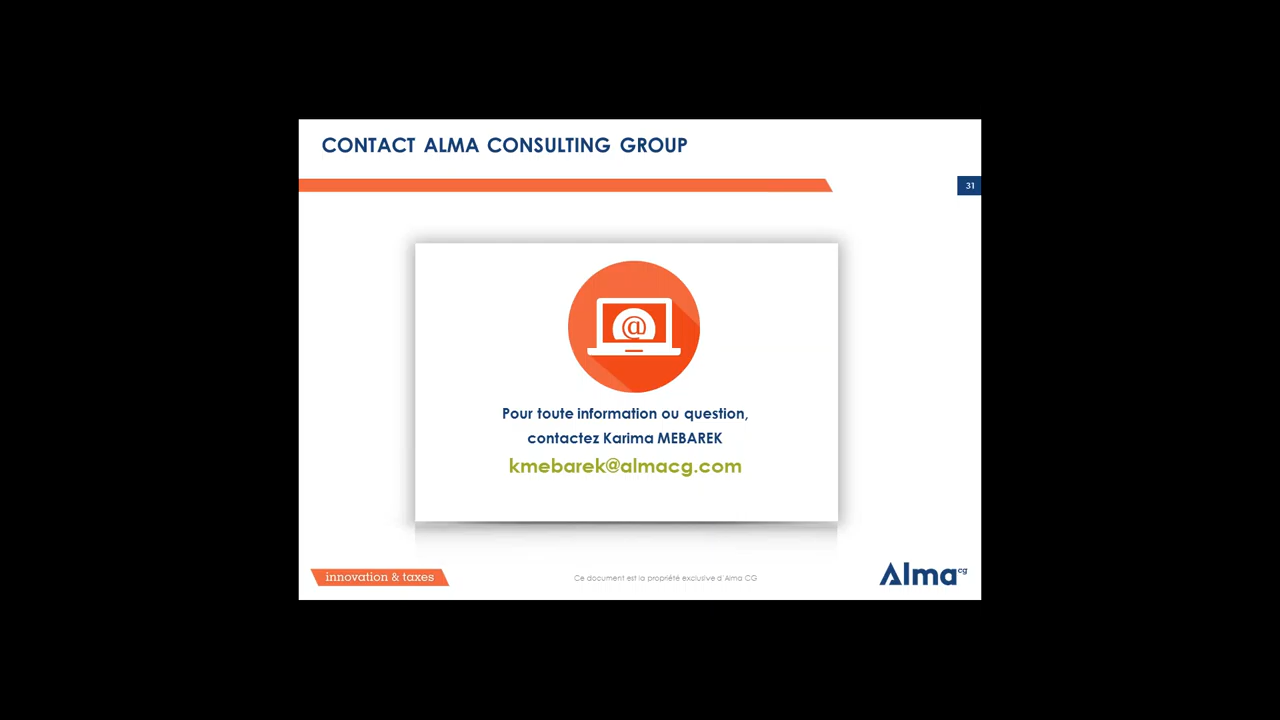 CONTACT ALMA CONSULTING GROUP
31
@
Pour toute information ou question,
contactez Karima MEBAREK
kmebarek@almacg.com
innovation & taxes
Ce document est la propriété exclusive d'Alma CG
Alma cg